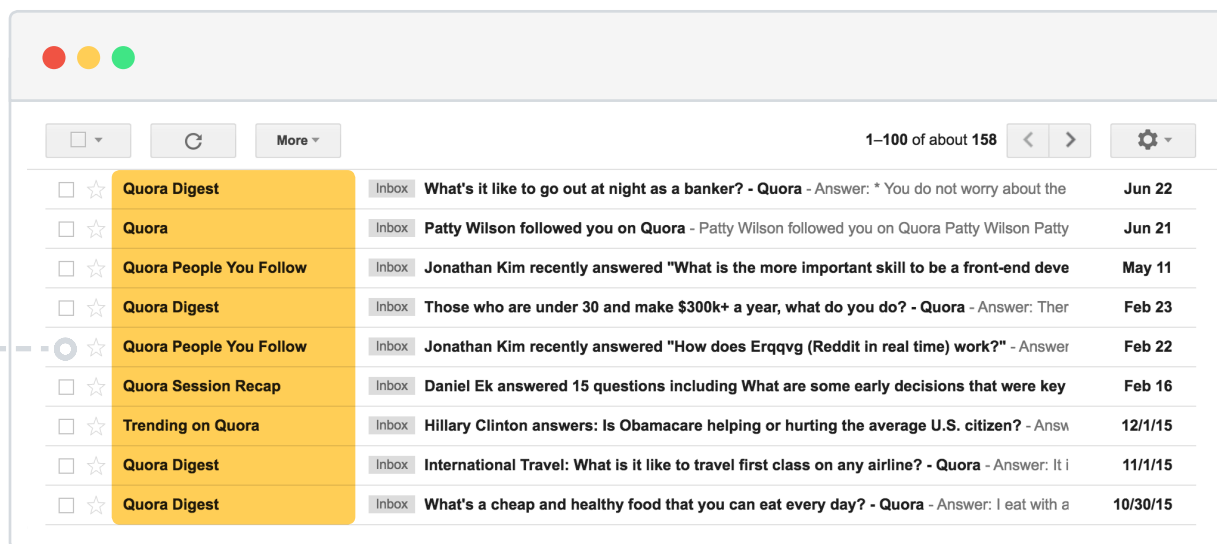 More
1–100 of about 158
Quora Digest Inbox What's it like to go out at night as a banker? - Quora - Answer: * You do not worry about the Jun 22
Quora Inbox Patty Wilson followed you on Quora - Patty Wilson followed you on Quora Patty Wilson Patty Jun 21
Quora People You Follow Inbox Jonathan Kim recently answered "What is the more important skill to be a front-end deve May 11
Quora Digest Inbox Those who are under 30 and make $300k+ a year, what do you do? - Quora - Answer: Ther Feb 23
Quora People You Follow Inbox Jonathan Kim recently answered "How does Erqqvg (Reddit in real time) work?" - Answer Feb 22
Quora Session Recap Inbox Daniel Ek answered 15 questions including What are some early decisions that were key Feb 16
Trending on Quora Inbox Hillary Clinton answers: Is Obamacare helping or hurting the average U.S. citizen? - Answ 12/1/15
Quora Digest Inbox International Travel: What is it like to travel first class on any airline? - Quora - Answer: It i 11/1/15
Quora Digest Inbox What's a cheap and healthy food that you can eat every day? - Quora - Answer: I eat with a 10/30/15